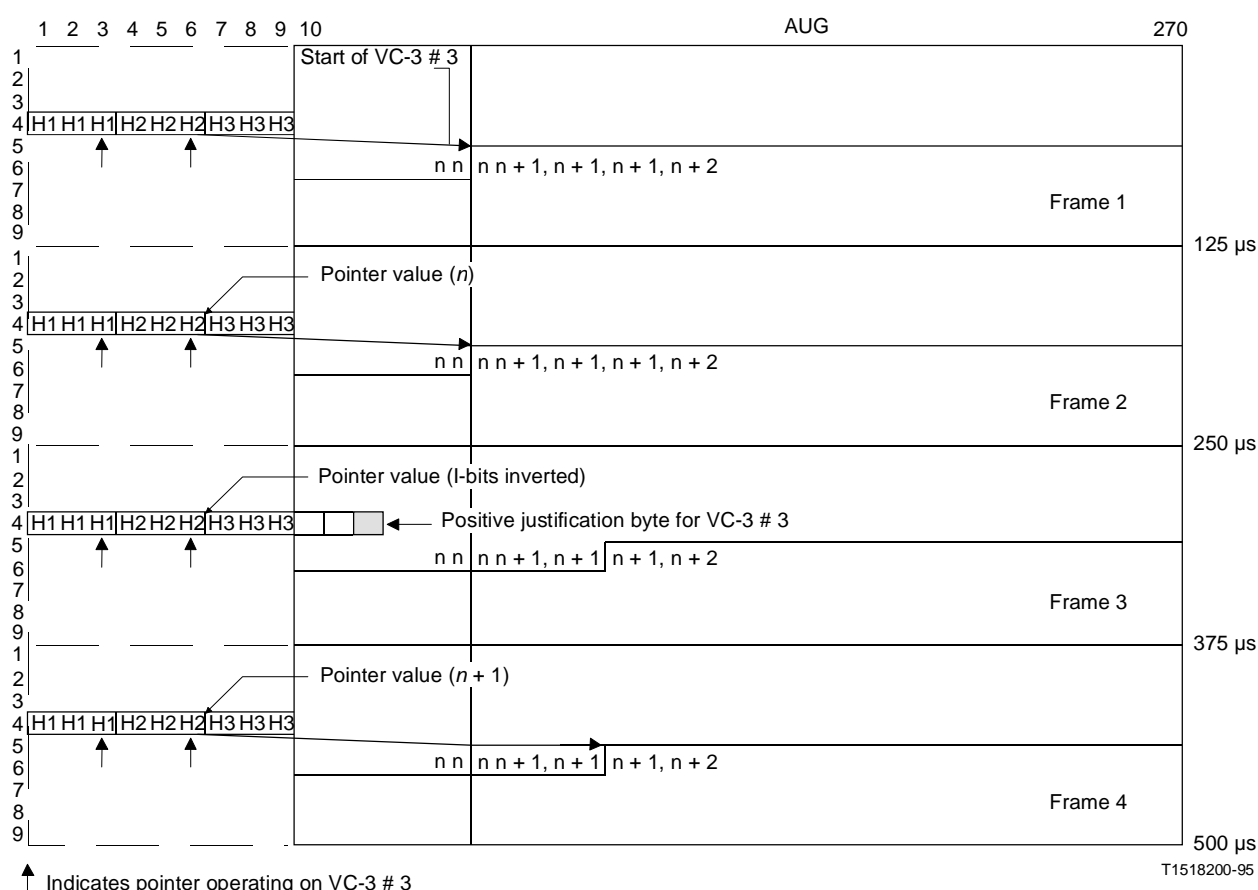 1 2 3 4 5 6 7 8 9 10 AUG 270
1
2
3
4
5
6
7
8
9
Start of VC-3 # 3
H1 H1 H1 H2 H2 H2 H3 H3 H3
n n n n + 1, n + 1, n + 1, n + 2
Frame 1
125 µs
1
2
3
4
5
6
7
8
9
Pointer value (n)
H1 H1 H1 H2 H2 H2 H3 H3 H3
n n n n + 1, n + 1, n + 1, n + 2
Frame 2
250 µs
1
2
3
4
5
6
7
8
9
Pointer value (I-bits inverted)
H1 H1 H1 H2 H2 H2 H3 H3 H3
Positive justification byte for VC-3 # 3
n n n n + 1, n + 1 n + 1, n + 2
Frame 3
375 µs
1
2
3
4
5
6
7
8
9
Pointer value (n + 1)
H1 H1 H1 H2 H2 H2 H3 H3 H3
n n n n + 1, n + 1 n + 1, n + 2
Frame 4
500 µs
T1518200-95
Indicates pointer operating on VC-3 # 3